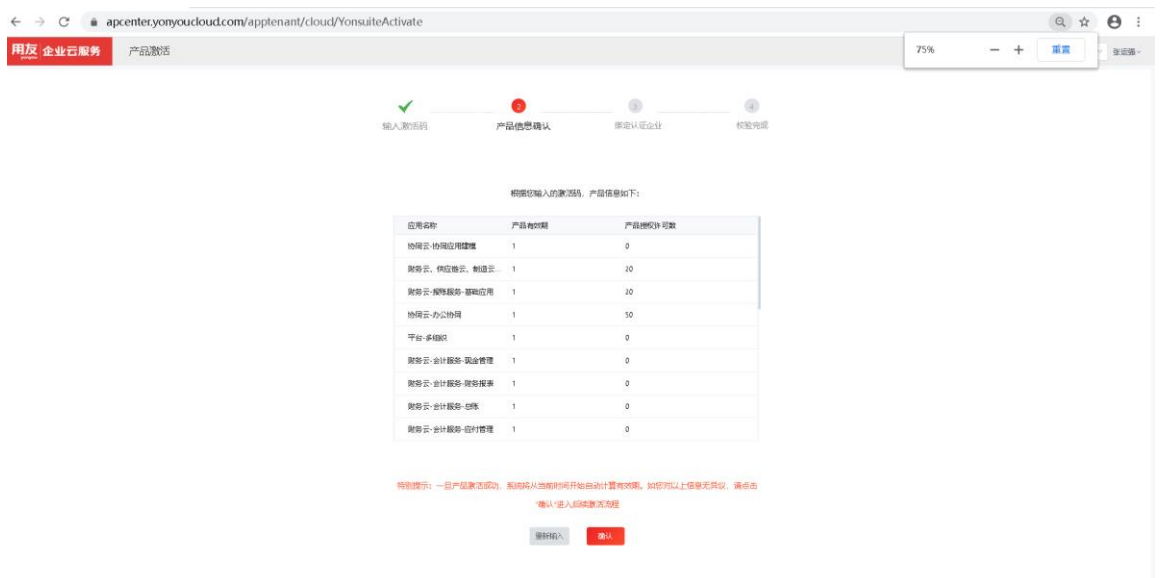 apcenter.yonyoucloud.com/apptenant/cloud/YonsuiteActivate
用友 企业云服务
yonyou
产品激活
75%
重置
2
3
4
输入激活码
产品信息确认
绑定认证企业
校验完成
根据您输入的激活码，产品信息如下：
应用名称 产品有效期 产品授权许可数
协同云-协同应用建模 1 0
财务云、供应链云、制造云... 1 20
财务云-报账服务-基础应用 1 20
协同云-办公协同 1 50
平台-多组织 1 0
财务云-会计服务-现金管理 1 0
财务云-会计服务-财务报表 1 0
财务云-会计服务-总账 1 0
财务云-会计服务-应付管理 1 0
特别提示：一旦产品激活成功，系统将从当前时间开始自动计算有效期。如您对以上信息无异议，请点击
"确认"进入后续激活流程
重新输入
确认